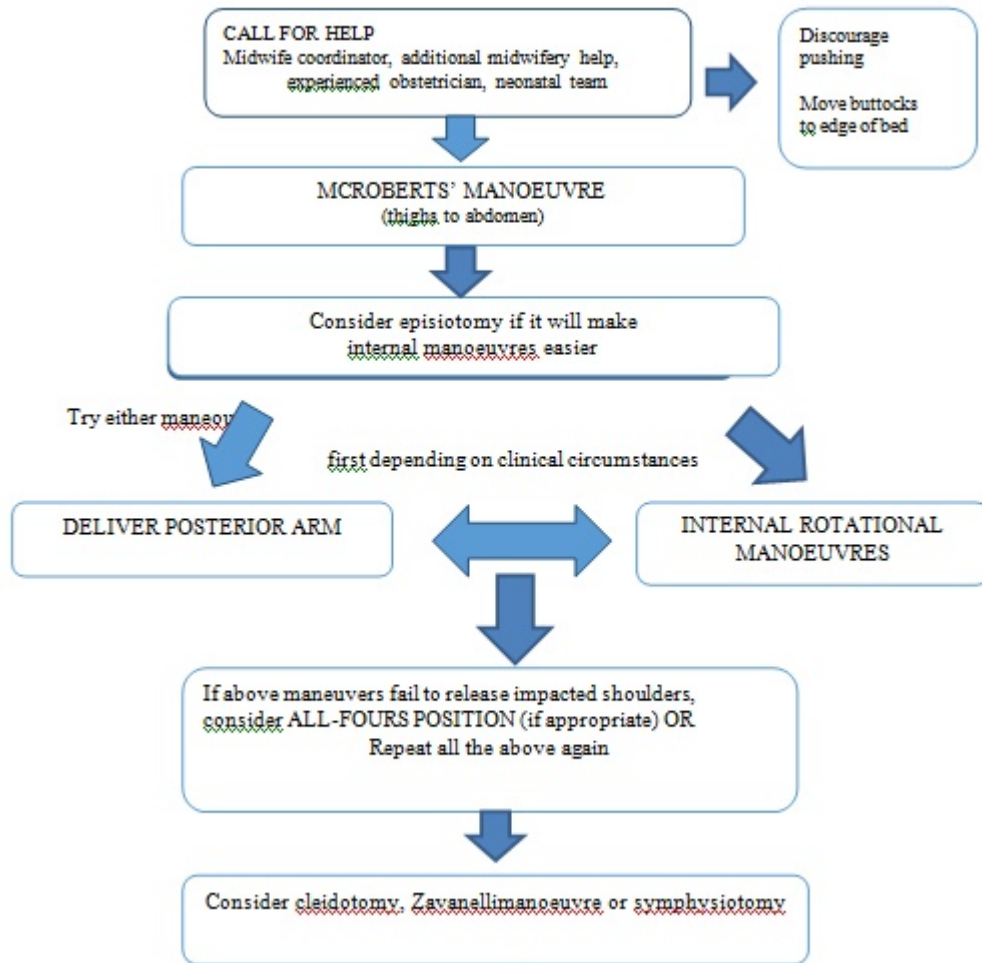 CALL FOR HELP
Midwife coordinator, additional midwifery help,
experienced obstetrician, neonatal team
Discourage
pushing
Move buttocks
to edge of bed
MCROBERTS’ MANOEUVRE
(thighs to abdomen)
Consider episiotomy if it will make
internal manoeuvres easier
Try either maneou
first depending on clinical circumstances
DELIVER POSTERIOR ARM
INTERNAL ROTATIONAL
MANOEUVRES
If above maneuvers fail to release impacted shoulders,
consider ALL-FOURS POSITION (if appropriate) OR
Repeat all the above again
Consider cleidotomy, Zavanellimanoeuvre or symphysiotomy